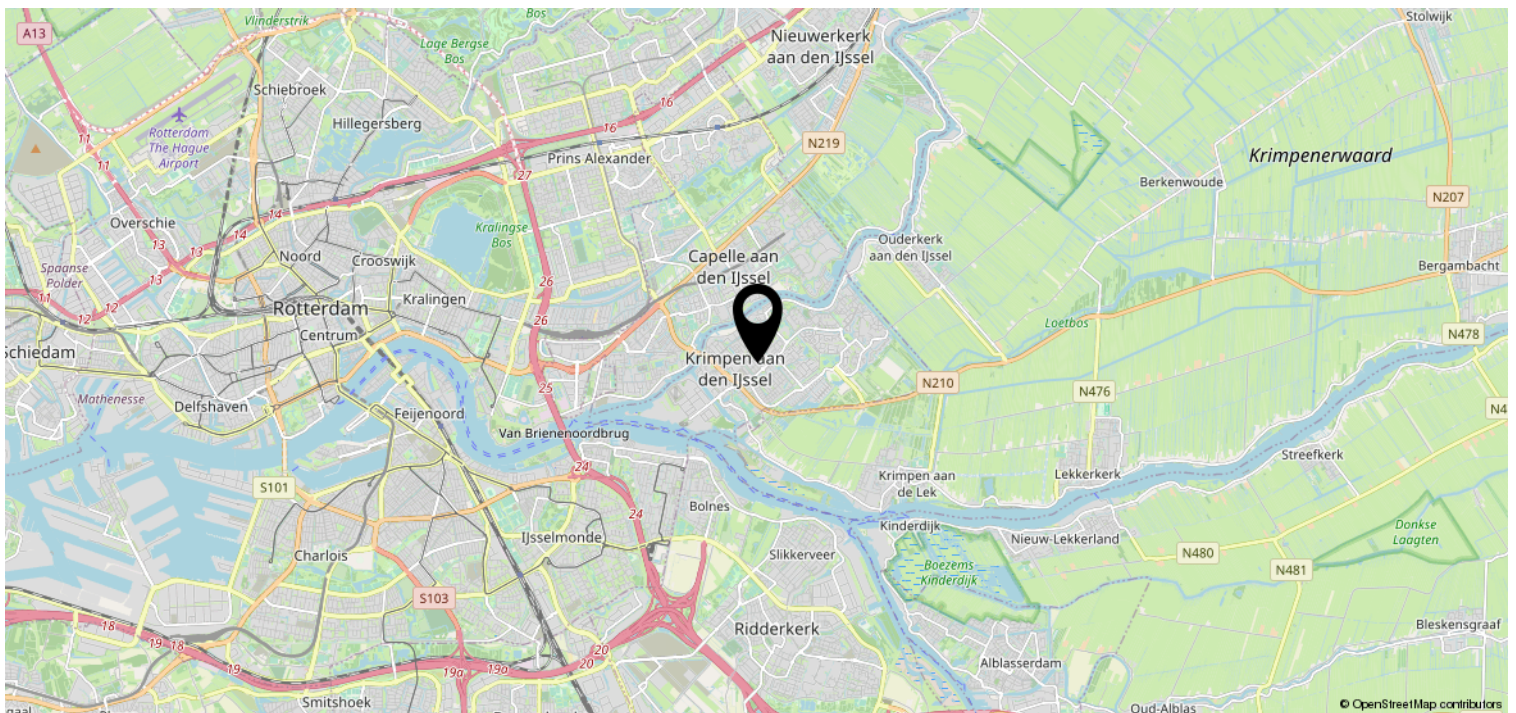 Stolwijk
Vlinderstrik
Bos
A13
Nieuwerkerk
aan den IJssel
Lage Bergse
Bos
Schiebroek
16
11
Rotterdam
The Hague
Airport
Hillegersberg
16
N219
11
Prins Alexander
Krimpenerwaard
27
Berkenwoude
N207
14
Overschie
Kralingse
Bos
14
13
13
Noord
Crooswijk
Ouderkerk
aan den IJssel
Capelle aan
den IJssel
Bergambacht
Spaanse
Polder
13
26
11
12
12
Kralingen
Rotterdam
26
Loetbos
Centrum
N478
Schiedam
Krimpen aan
den IJssel
25
N210
N476
Mathenesse
Delfshaven
Feijenoord
N4
Van Brienenoordbrug
24
Streefkerk
Krimpen aan
de Lek
Lekkerkerk
S101
24
Bolnes
Kinderdijk
Donkse
Laagten
IJsselmonde
Nieuw-Lekkerland
Charlois
Slikkerveer
N480
Boezems
Kinderdijk
N481
S103
18
Ridderkerk
Bleskensgraaf
19
18
20
20
19
19a
19a
Alblasserdam
Smitshoek
Oud-Alblas
© OpenStreetMap contributors